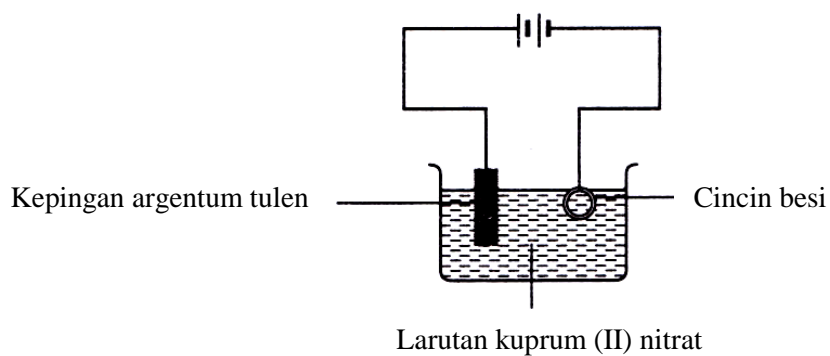 Kepingan argentum tulen
Cincin besi
Larutan kuprum (II) nitrat